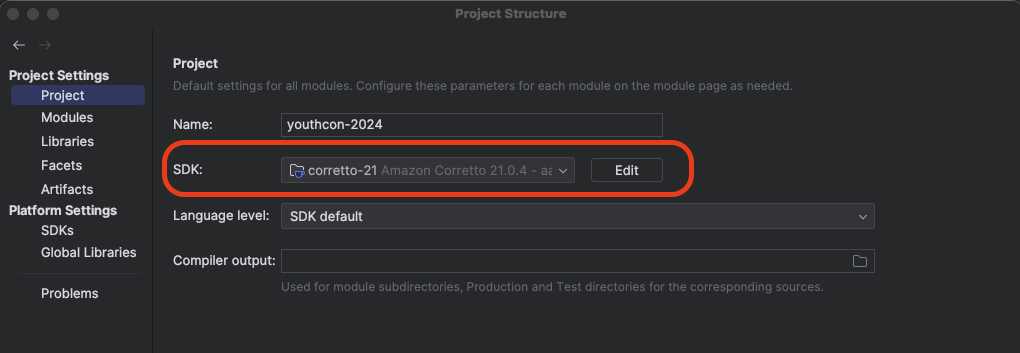 Project Structure
Project Settings
Project
Modules
Libraries
Facets
Artifacts
Platform Settings
SDKs
Global Libraries
Problems
Project
Default settings for all modules. Configure these parameters for each module on the module page as needed.
Name: youthcon-2024
SDK: corretto-21 Amazon Corretto 21.0.4 - aa Edit
Language level: SDK default
Compiler output:
Used for module subdirectories, Production and Test directories for the corresponding sources.